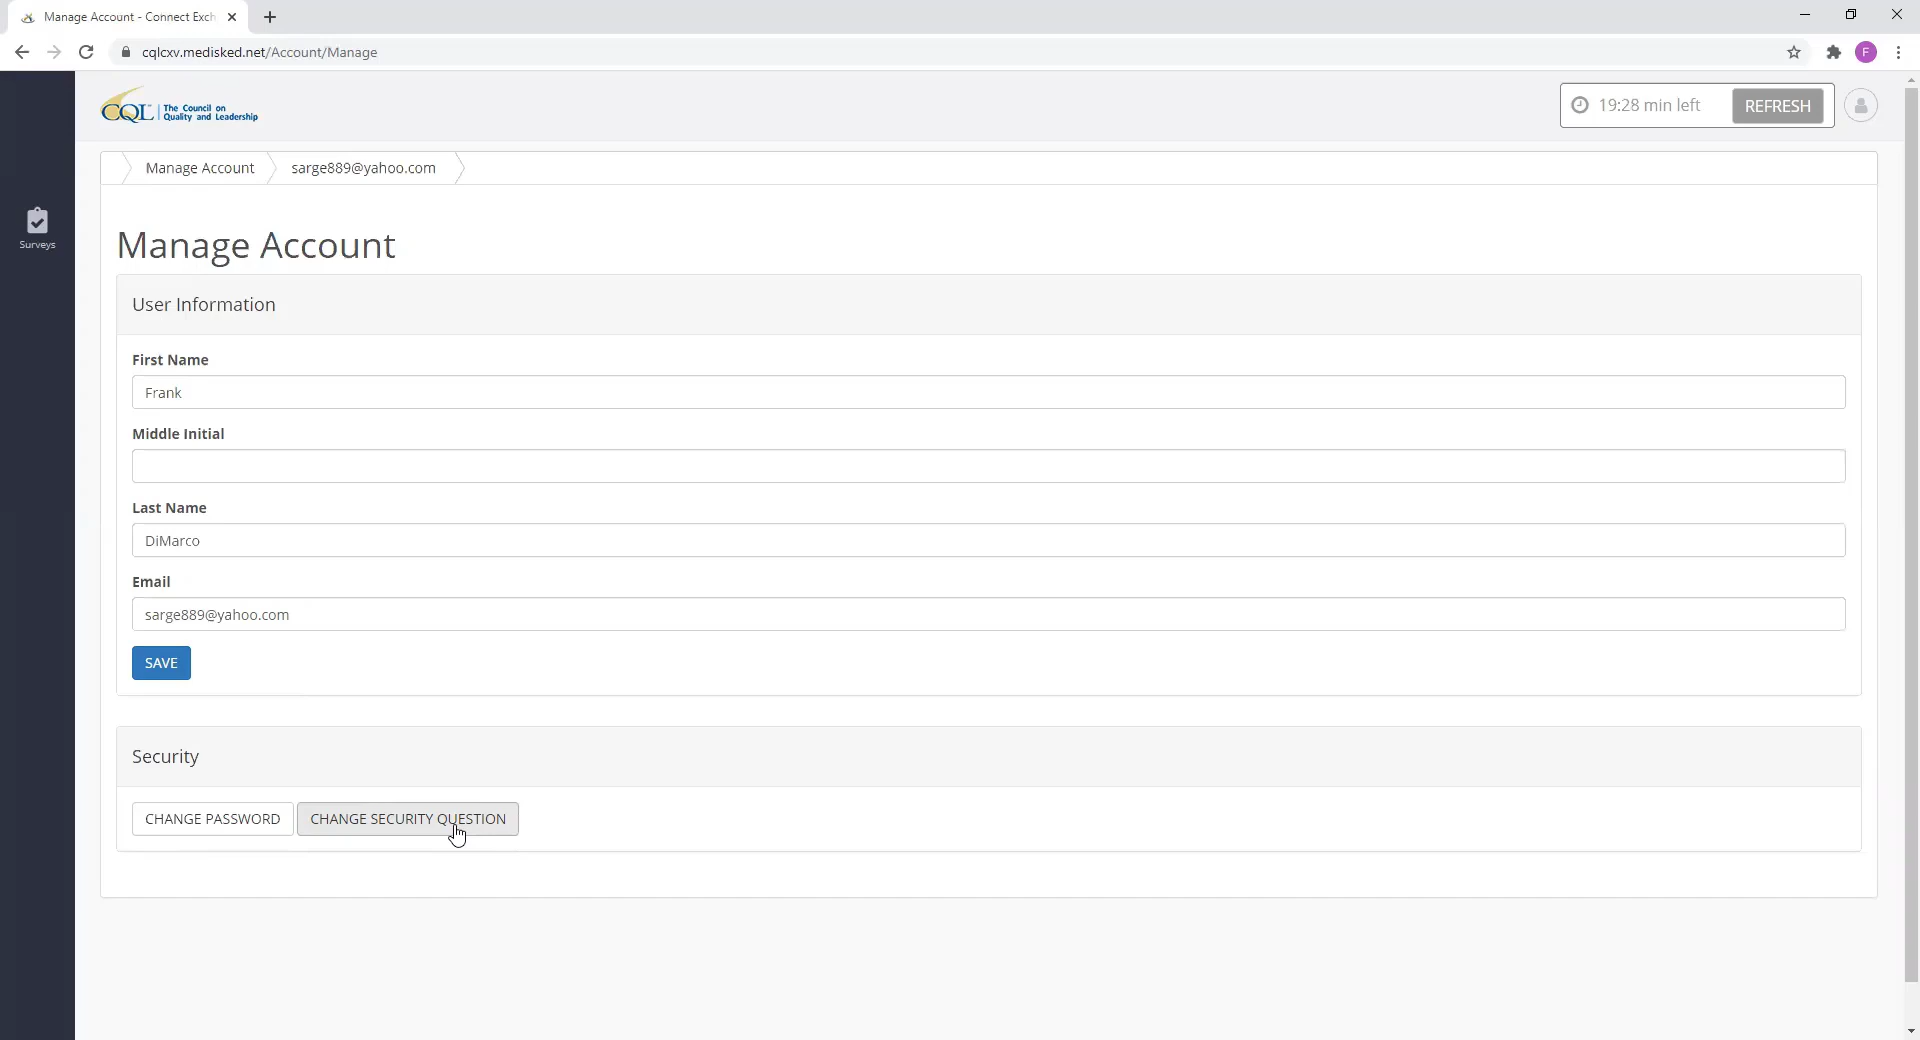 Manage Account - Connect Exch
cqlcxv.medisked.net/Account/Manage
F
CQL The Council on
Quality and Leadership
19:28 min left REFRESH
Manage Account sarge889@yahoo.com
Surveys
Manage Account
User Information
First Name
Frank
Middle Initial
Last Name
DiMarco
Email
sarge889@yahoo.com
SAVE
Security
CHANGE PASSWORD CHANGE SECURITY QUESTION